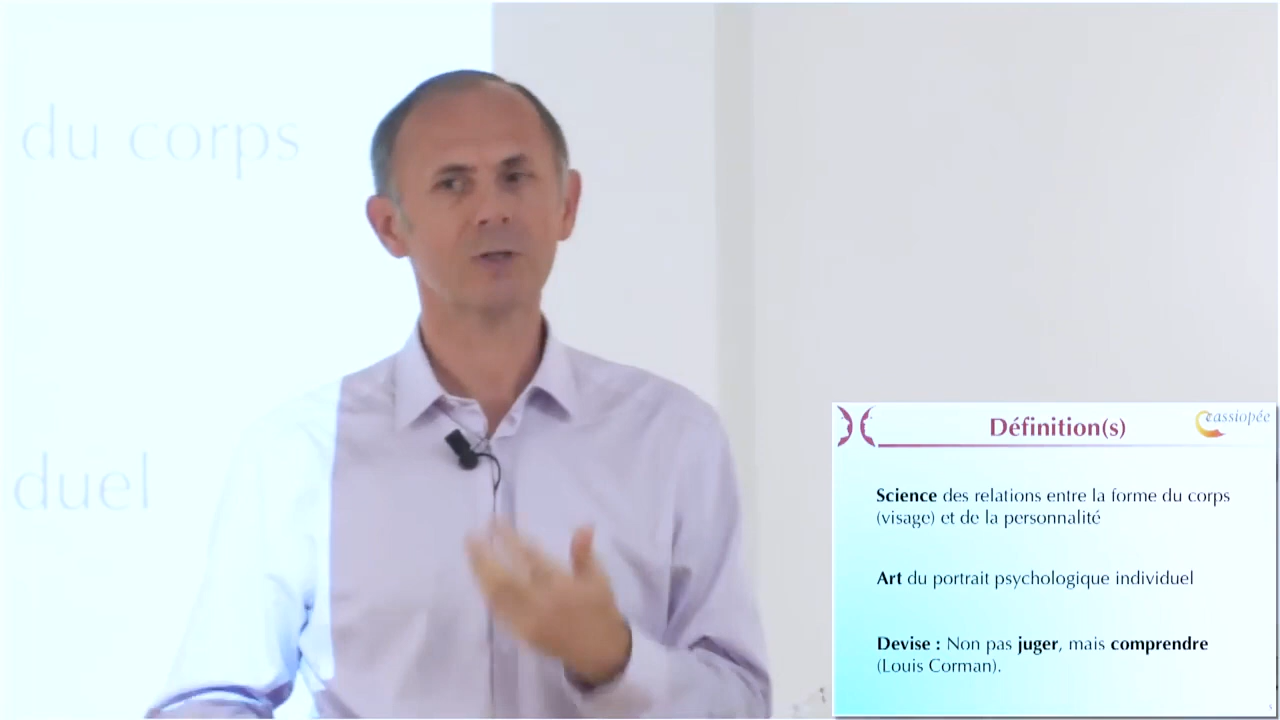 du corps
duel
Définition(s)
cassiopée
Science des relations entre la forme du corps
(visage) et de la personnalité
Art du portrait psychologique individuel
Devise : Non pas juger, mais comprendre
(Louis Corman).